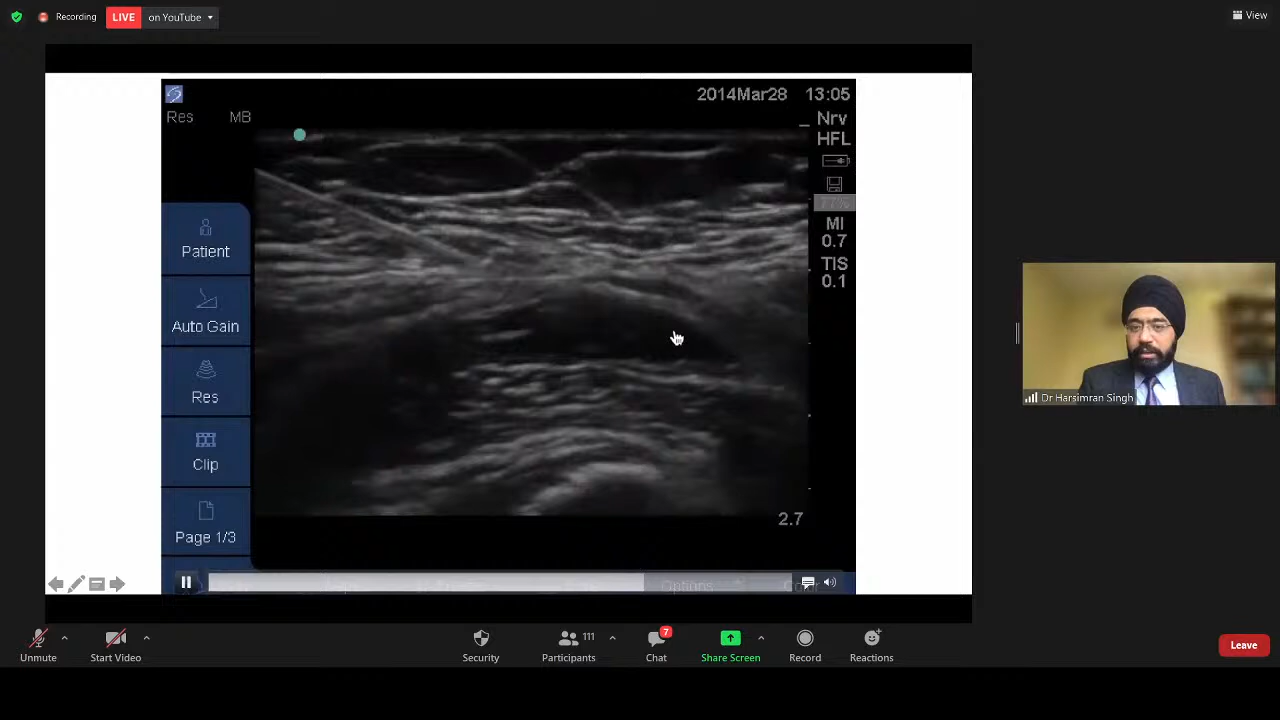 Recording
LIVE
on YouTube
View
2014Mar28 13:05
Res MB
Nrv
HFL
77%
MI
0.7
TIS
0.1
Patient
Auto Gain
Res
Clip
Page 1/3
2.7
Options
Dr Harsimran Singh
Unmute
Start Video
Security
Participants
111
Chat
7
Share Screen
Record
Reactions
Leave